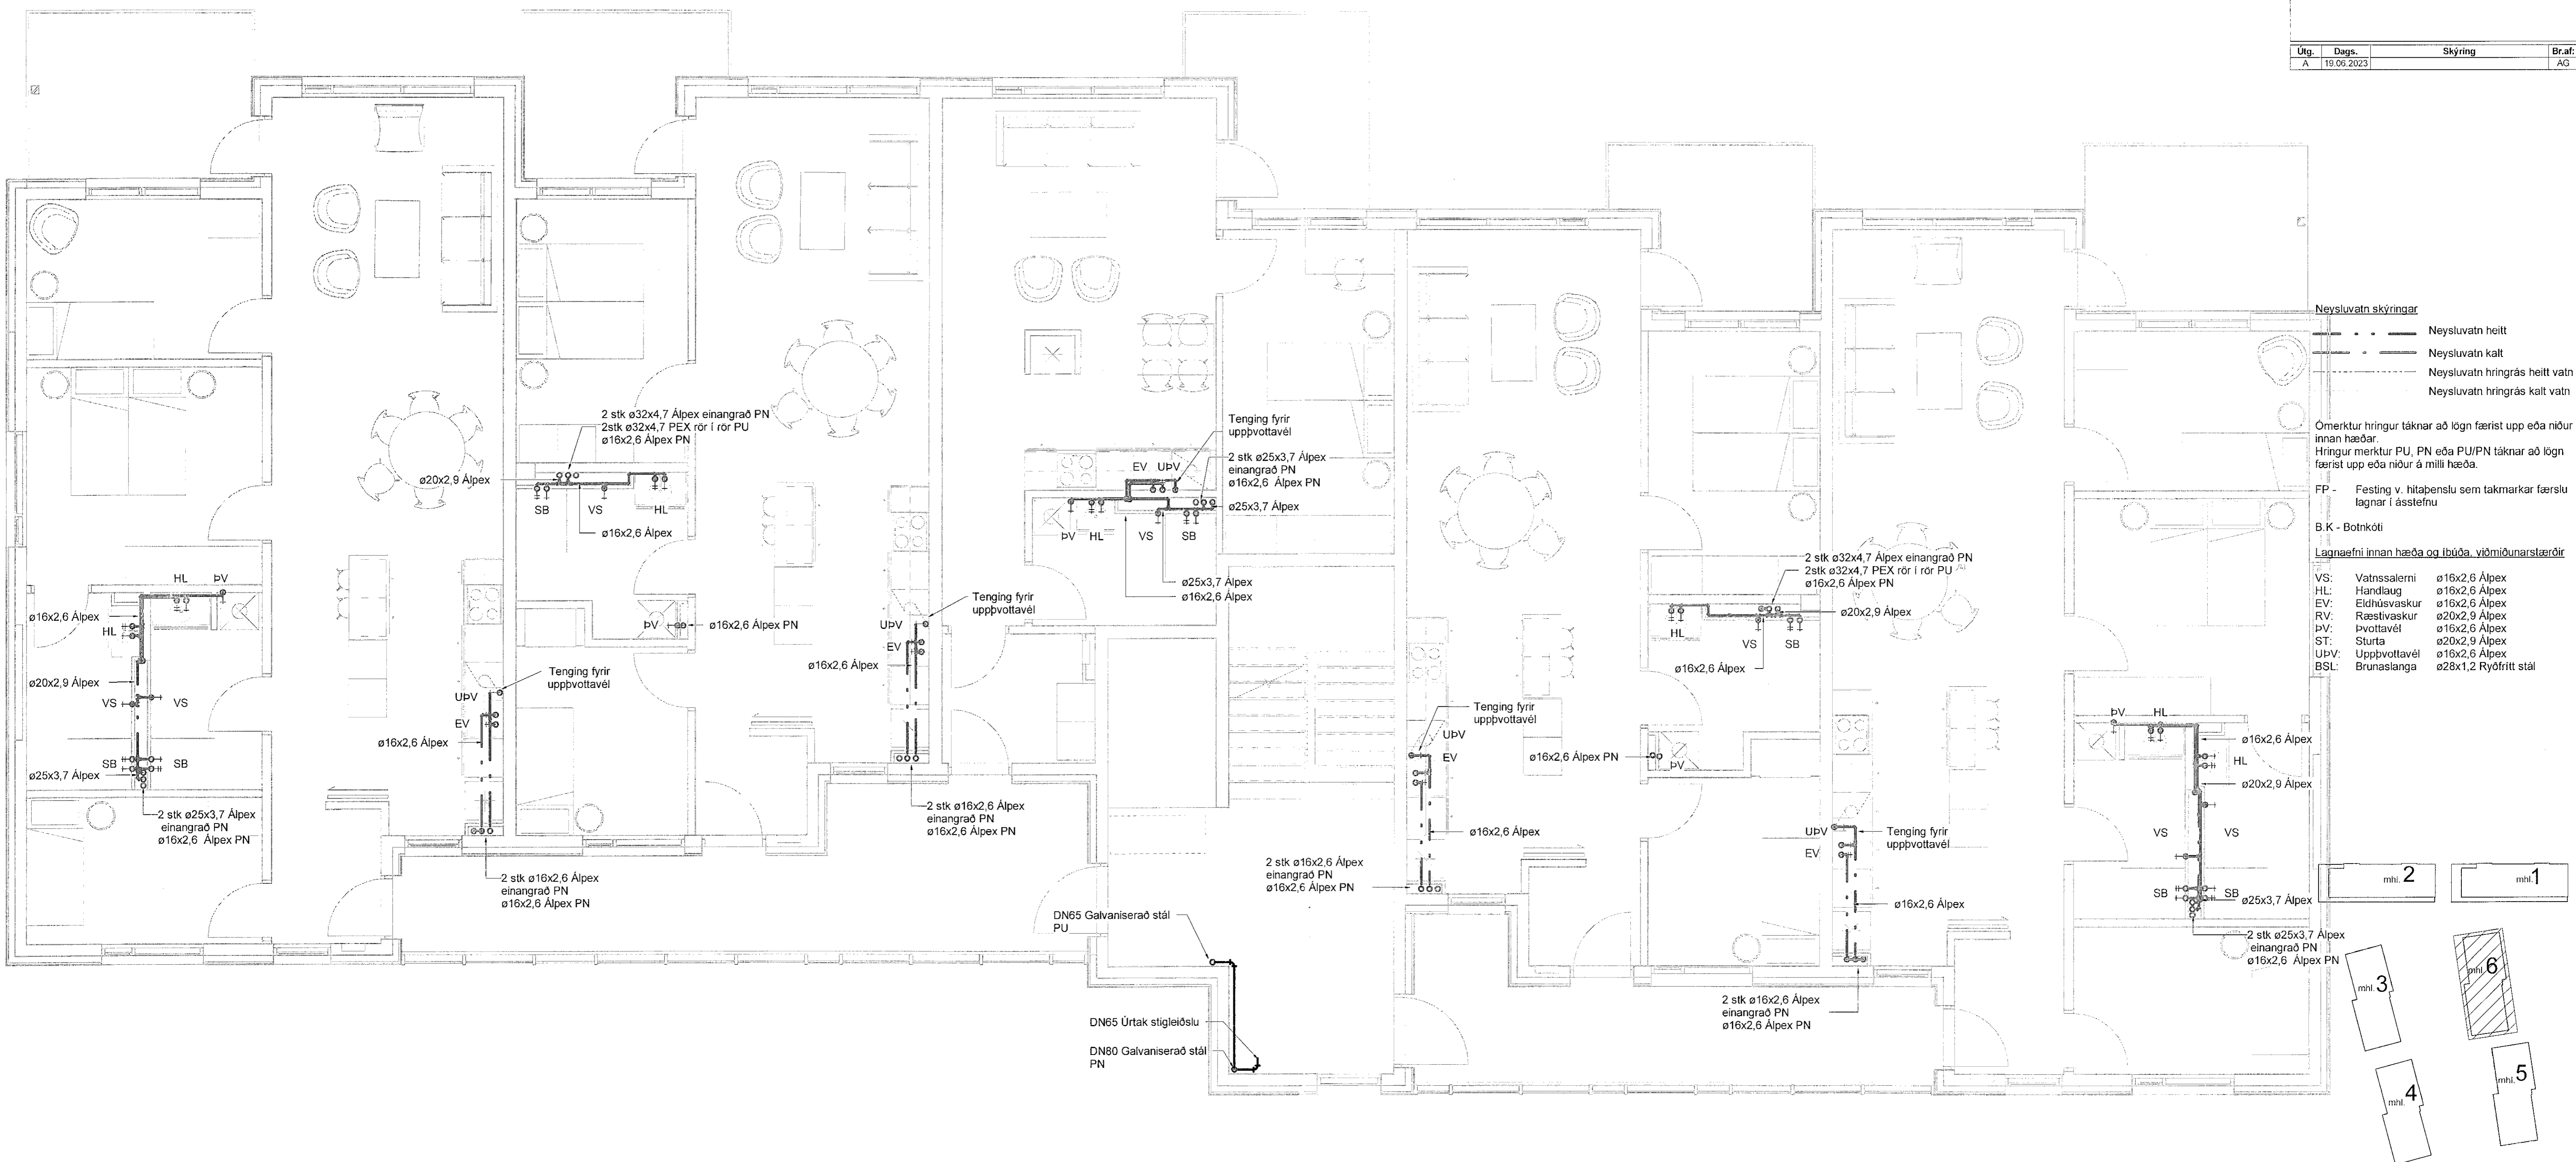 Útg. Dags. Skýring Br.af:
A 19.06.2023 AG
2 stk ø32x4,7 Álpex einangrað PN
2stk ø32x4,7 PEX rör í rör PU
ø16x2,6 Álpex PN
ø20x2,9 Álpex
SB VS HL
ø16x2,6 Álpex
Tenging fyrir
uppþvottavél
EV UÞV
2 stk ø25x3,7 Álpex
einangrað PN
ø16x2,6 Álpex PN
ø25x3,7 Álpex
ÞV HL VS SB
ø25x3,7 Álpex
ø16x2,6 Álpex
HL ÞV
ø16x2,6 Álpex
HL
ø20x2,9 Álpex
VS VS
SB SB
ø25x3,7 Álpex
2 stk ø25x3,7 Álpex
einangrað PN
ø16x2,6 Álpex PN
Tenging fyrir
uppþvottavél
UÞV
EV
ø16x2,6 Álpex
2 stk ø16x2,6 Álpex
einangrað PN
ø16x2,6 Álpex PN
ÞV
ø16x2,6 Álpex PN
Tenging fyrir
uppþvottavél
UÞV
EV
ø16x2,6 Álpex
2 stk ø16x2,6 Álpex
einangrað PN
ø16x2,6 Álpex PN
DN65 Galvaniserað stál
PU
DN65 Úrtak stigleiðslu
DN80 Galvaniserað stál
PN
Tenging fyrir
uppþvottavél
UÞV
EV
ø16x2,6 Álpex
2 stk ø16x2,6 Álpex
einangrað PN
ø16x2,6 Álpex PN
2 stk ø32x4,7 Álpex einangrað PN
2stk ø32x4,7 PEX rör í rör PU
ø16x2,6 Álpex PN
ø20x2,9 Álpex
HL VS SB
ø16x2,6 Álpex
ø16x2,6 Álpex PN
ÞV
UÞV
EV
Tenging fyrir
uppþvottavél
ø16x2,6 Álpex
2 stk ø16x2,6 Álpex
einangrað PN
ø16x2,6 Álpex PN
ÞV HL
ø16x2,6 Álpex
HL
ø20x2,9 Álpex
VS VS
SB SB
ø25x3,7 Álpex
2 stk ø25x3,7 Álpex
einangrað PN
ø16x2,6 Álpex PN
Neysluvatn skýringar
Neysluvatn heitt
Neysluvatn kalt
Neysluvatn hringrás heitt vatn
Neysluvatn hringrás kalt vatn
Ómerktur hringur táknar að lögn færist upp eða niður
innan hæðar.
Hringur merktur PU, PN eða PU/PN táknar að lögn
færist upp eða niður á milli hæða.
FP - Festing v. hitaþenslu sem takmarkar færslu
lagnar í ásstefnu
B.K - Botnkóti
Lagnaefni innan hæða og íbúða, viðmiðunarstærðir
VS: Vatnssalerni ø16x2,6 Álpex
HL: Handlaug ø16x2,6 Álpex
EV: Eldhúsvaskur ø16x2,6 Álpex
RV: Ræstivaskur ø20x2,9 Álpex
ÞV: Þvottavél ø16x2,6 Álpex
ST: Sturta ø20x2,9 Álpex
UÞV: Uppþvottavél ø16x2,6 Álpex
BSL: Brunaslanga ø28x1,2 Ryðfrítt stál
mhl. 2
mhl. 1
mhl. 3
mhl. 6
mhl. 4
mhl. 5